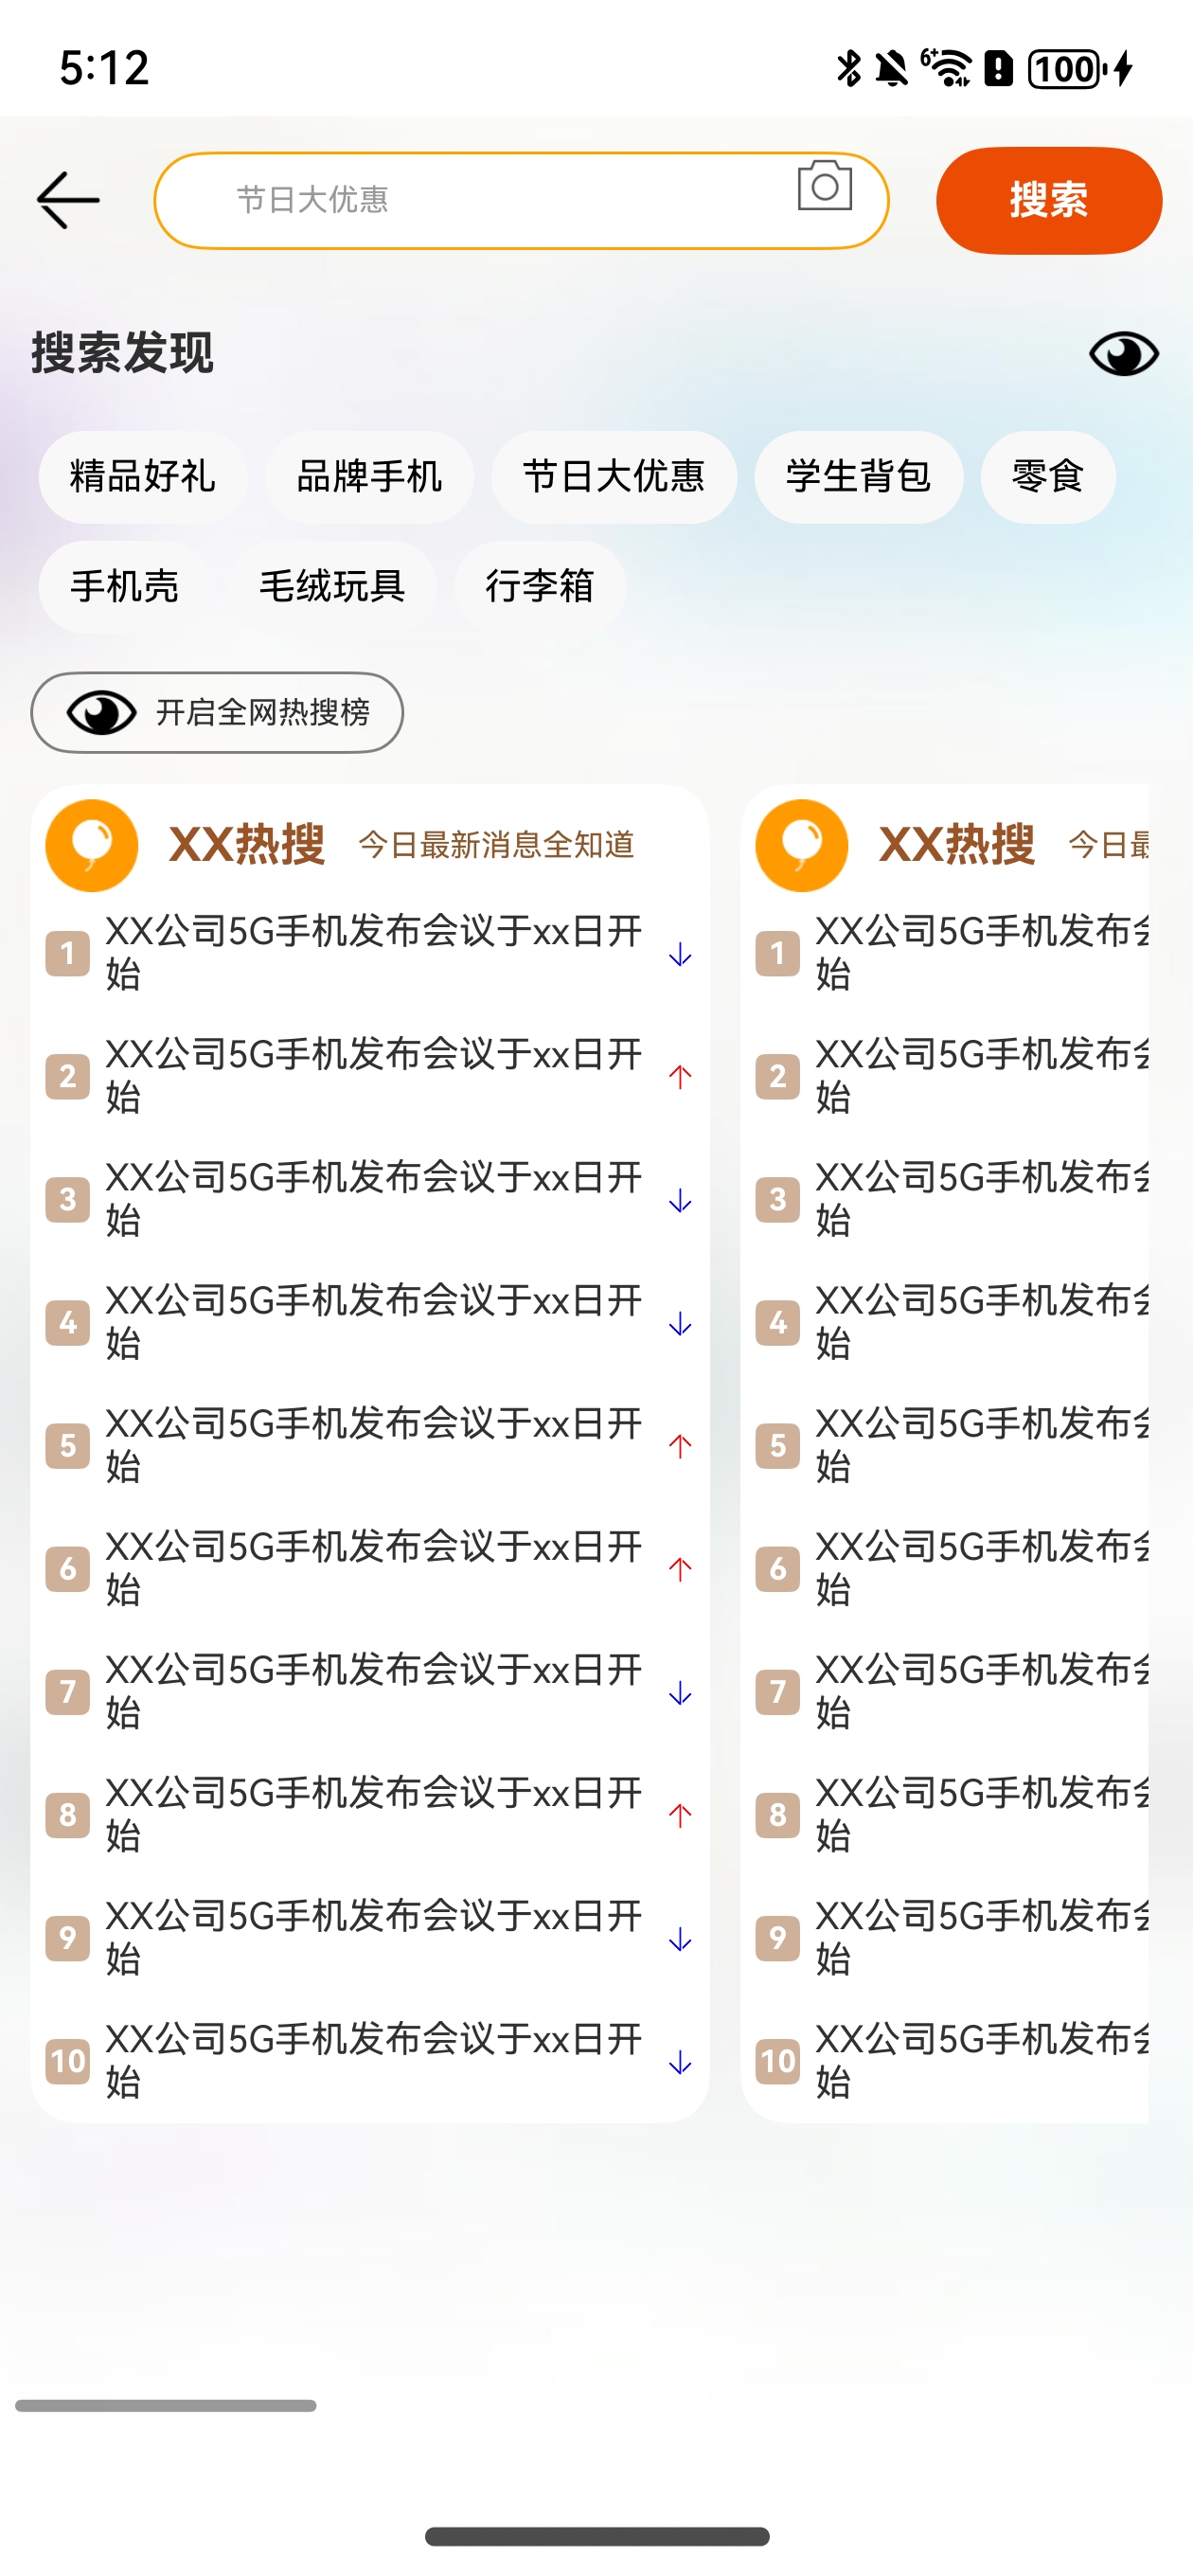 5:12
6+
100
节日大优惠
搜索
搜索发现
精品好礼 品牌手机 节日大优惠 学生背包 零食
手机壳 毛绒玩具 行李箱
开启全网热搜榜
XX热搜 今日最新消息全知道
1 XX公司5G手机发布会议于xx日开
始
2 XX公司5G手机发布会议于xx日开
始
3 XX公司5G手机发布会议于xx日开
始
4 XX公司5G手机发布会议于xx日开
始
5 XX公司5G手机发布会议于xx日开
始
6 XX公司5G手机发布会议于xx日开
始
7 XX公司5G手机发布会议于xx日开
始
8 XX公司5G手机发布会议于xx日开
始
9 XX公司5G手机发布会议于xx日开
始
10 XX公司5G手机发布会议于xx日开
始
XX热搜 今日最
1 XX公司5G手机发布会
始
2 XX公司5G手机发布会
始
3 XX公司5G手机发布会
始
4 XX公司5G手机发布会
始
5 XX公司5G手机发布会
始
6 XX公司5G手机发布会
始
7 XX公司5G手机发布会
始
8 XX公司5G手机发布会
始
9 XX公司5G手机发布会
始
10 XX公司5G手机发布会
始